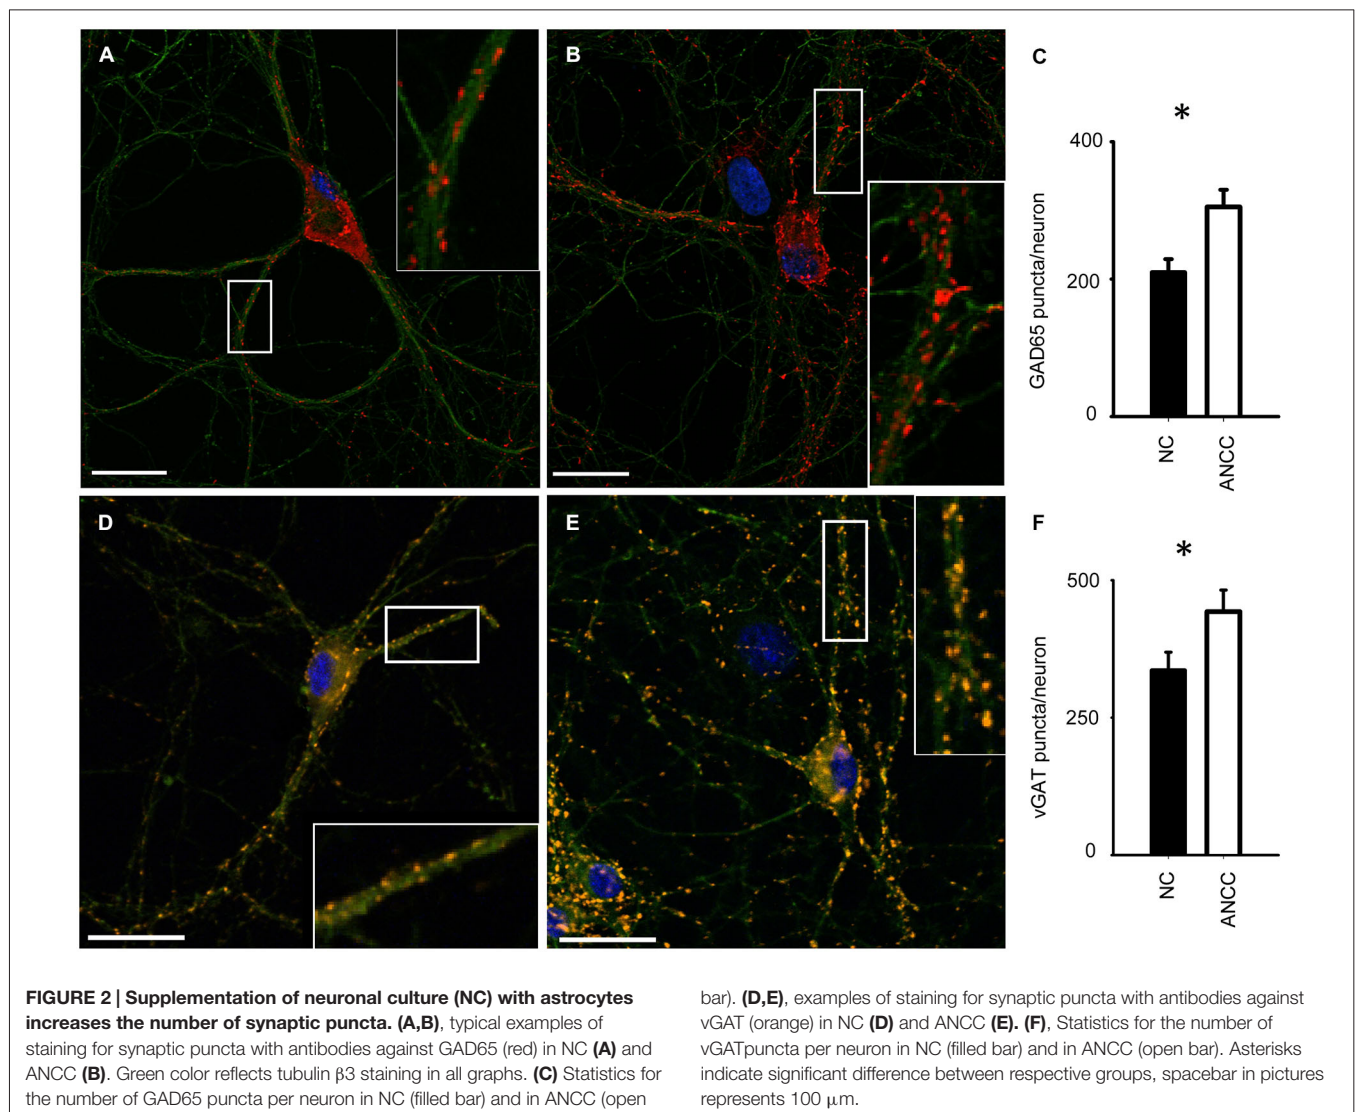 A
B
C
*
400
200
0
GAD65 puncta/neuron
NC
ANCC
D
E
F
*
500
250
0
vGAT puncta/neuron
NC
ANCC
FIGURE 2 | Supplementation of neuronal culture (NC) with astrocytes
increases the number of synaptic puncta. (A,B), typical examples of
staining for synaptic puncta with antibodies against GAD65 (red) in NC (A) and
ANCC (B). Green color reflects tubulin β3 staining in all graphs. (C) Statistics for
the number of GAD65 puncta per neuron in NC (filled bar) and in ANCC (open
bar). (D,E), examples of staining for synaptic puncta with antibodies against
vGAT (orange) in NC (D) and ANCC (E). (F), Statistics for the number of
vGATpuncta per neuron in NC (filled bar) and in ANCC (open bar). Asterisks
indicate significant difference between respective groups, spacebar in pictures
represents 100 μm.